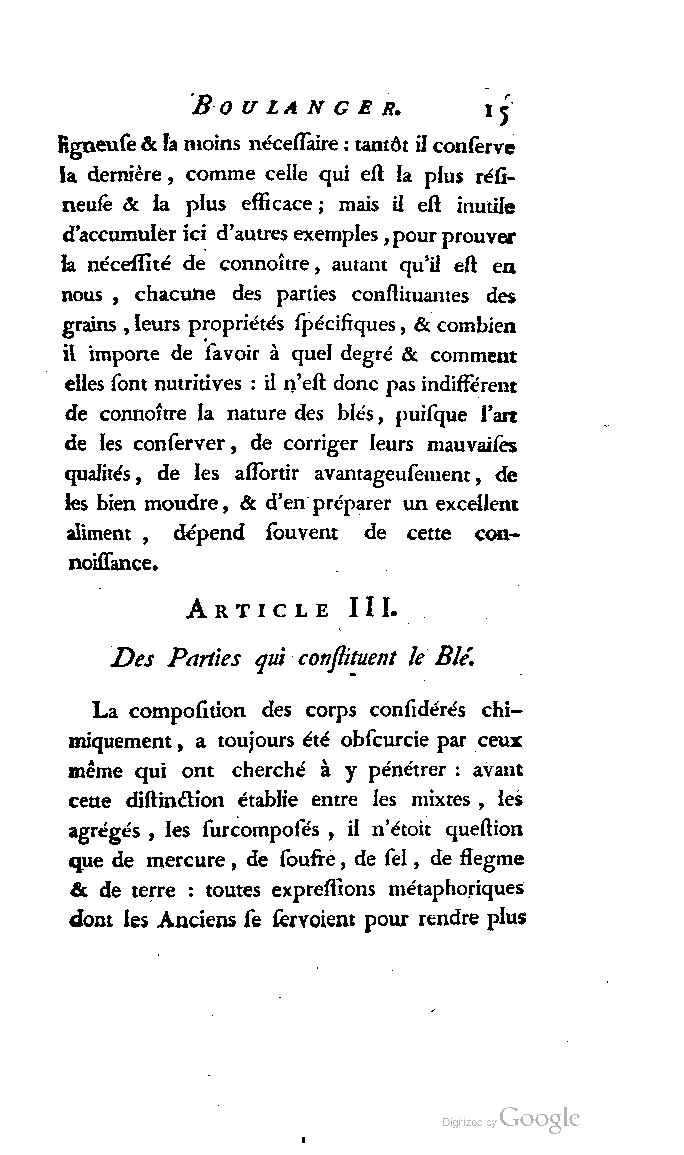 BOULANGER. 15
ligneuſe & la moins néceſſaire : tantôt il conſerve
la dernière, comme celle qui eſt la plus réſi-
neuſe & la plus efficace ; mais il eſt inutile
d'accumuler ici d'autres exemples, pour prouver
la néceſſité de connoître, autant qu'il eſt en
nous, chacune des parties conſtituantes des
grains, leurs propriétés ſpécifiques, & combien
il importe de ſavoir à quel degré & comment
elles ſont nutritives : il n'eſt donc pas indifférent
de connoître la nature des blés, puiſque l'art
de les conſerver, de corriger leurs mauvaiſes
qualités, de les aſſortir avantageuſement, de
les bien moudre, & d'en préparer un excellent
aliment, dépend ſouvent de cette con-
noiſſance.
ARTICLE III.
Des Parties qui conſtituent le Blé.
La compoſition des corps conſidérés chi-
miquement, a toujours été obſcurcie par ceux
même qui ont cherché à y pénétrer : avant
cette diſtinction établie entre les mixtes, les
agrégés, les ſurcompoſés, il n'étoit queſtion
que de mercure, de ſoufre, de ſel, de flegme
& de terre : toutes expreſſions métaphoriques
dont les Anciens ſe ſervoient pour rendre plus
Digitized by Google